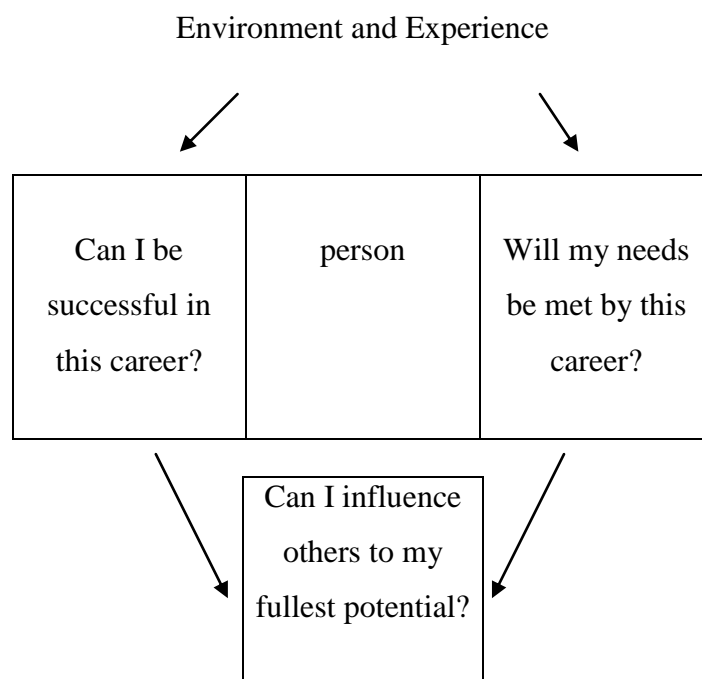 Environment and Experience
Can I be
successful in
this career?
person
Will my needs
be met by this
career?
Can I influence
others to my
fullest potential?